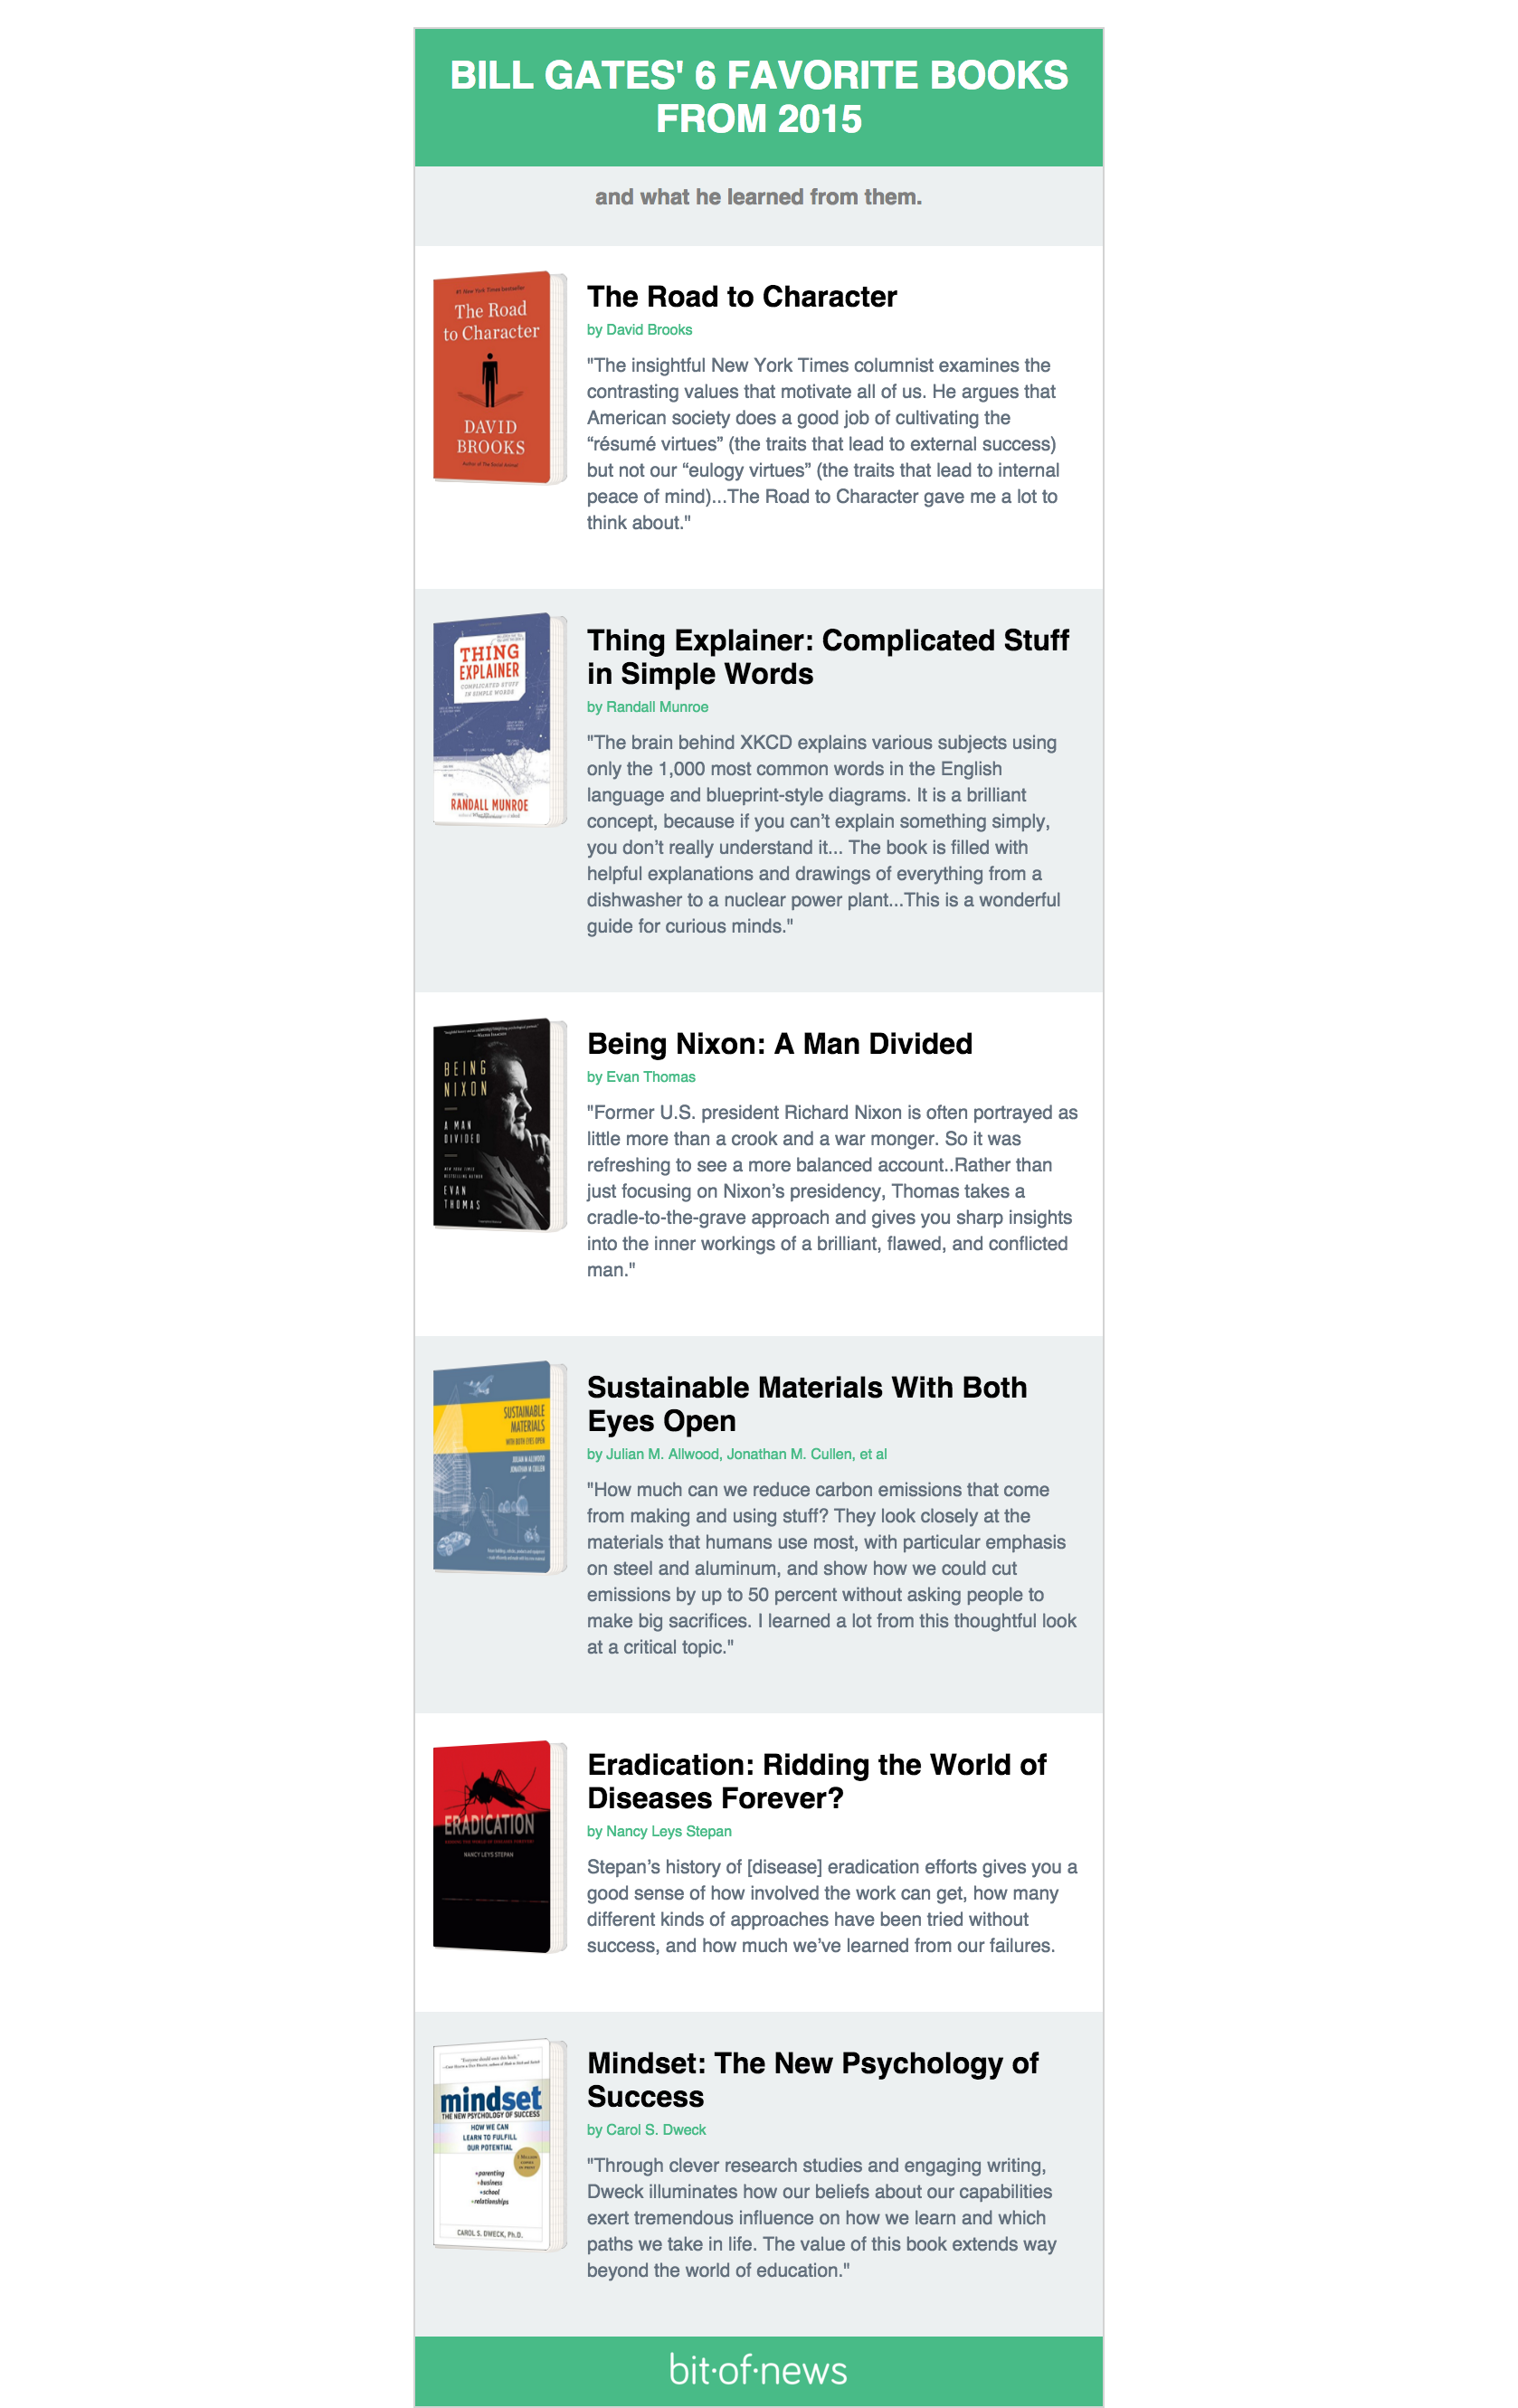 BILL GATES' 6 FAVORITE BOOKS
FROM 2015
and what he learned from them.
#1 New York Times bestseller
The Road
to Character
DAVID
BROOKS
Author of The Social Animal
The Road to Character
by David Brooks
"The insightful New York Times columnist examines the
contrasting values that motivate all of us. He argues that
American society does a good job of cultivating the
“résumé virtues” (the traits that lead to external success)
but not our “eulogy virtues” (the traits that lead to internal
peace of mind)...The Road to Character gave me a lot to
think about."
THING
EXPLAINER
COMPLICATED STUFF
IN SIMPLE WORDS
RANDALL MUNROE
Thing Explainer: Complicated Stuff
in Simple Words
by Randall Munroe
"The brain behind XKCD explains various subjects using
only the 1,000 most common words in the English
language and blueprint-style diagrams. It is a brilliant
concept, because if you can’t explain something simply,
you don’t really understand it... The book is filled with
helpful explanations and drawings of everything from a
dishwasher to a nuclear power plant...This is a wonderful
guide for curious minds."
BEING
NIXON
A MAN
DIVIDED
NEW YORK TIMES
BESTSELLING AUTHOR
EVAN
THOMAS
Being Nixon: A Man Divided
by Evan Thomas
"Former U.S. president Richard Nixon is often portrayed as
little more than a crook and a war monger. So it was
refreshing to see a more balanced account..Rather than
just focusing on Nixon’s presidency, Thomas takes a
cradle-to-the-grave approach and gives you sharp insights
into the inner workings of a brilliant, flawed, and conflicted
man."
SUSTAINABLE
MATERIALS
WITH BOTH EYES OPEN
JULIAN M ALLWOOD
JONATHAN M CULLEN
Sustainable Materials With Both
Eyes Open
by Julian M. Allwood, Jonathan M. Cullen, et al
"How much can we reduce carbon emissions that come
from making and using stuff? They look closely at the
materials that humans use most, with particular emphasis
on steel and aluminum, and show how we could cut
emissions by up to 50 percent without asking people to
make big sacrifices. I learned a lot from this thoughtful look
at a critical topic."
ERADICATION
RIDDING THE WORLD OF DISEASES FOREVER?
NANCY LEYS STEPAN
Eradication: Ridding the World of
Diseases Forever?
by Nancy Leys Stepan
Stepan’s history of [disease] eradication efforts gives you a
good sense of how involved the work can get, how many
different kinds of approaches have been tried without
success, and how much we’ve learned from our failures.
"Everyone should own this book."
mindset
THE NEW PSYCHOLOGY OF SUCCESS
HOW WE CAN
LEARN TO FULFILL
OUR POTENTIAL
•parenting
•business
•school
•relationships
CAROL S. DWECK, Ph.D.
Mindset: The New Psychology of
Success
by Carol S. Dweck
"Through clever research studies and engaging writing,
Dweck illuminates how our beliefs about our capabilities
exert tremendous influence on how we learn and which
paths we take in life. The value of this book extends way
beyond the world of education."
bit·of·news